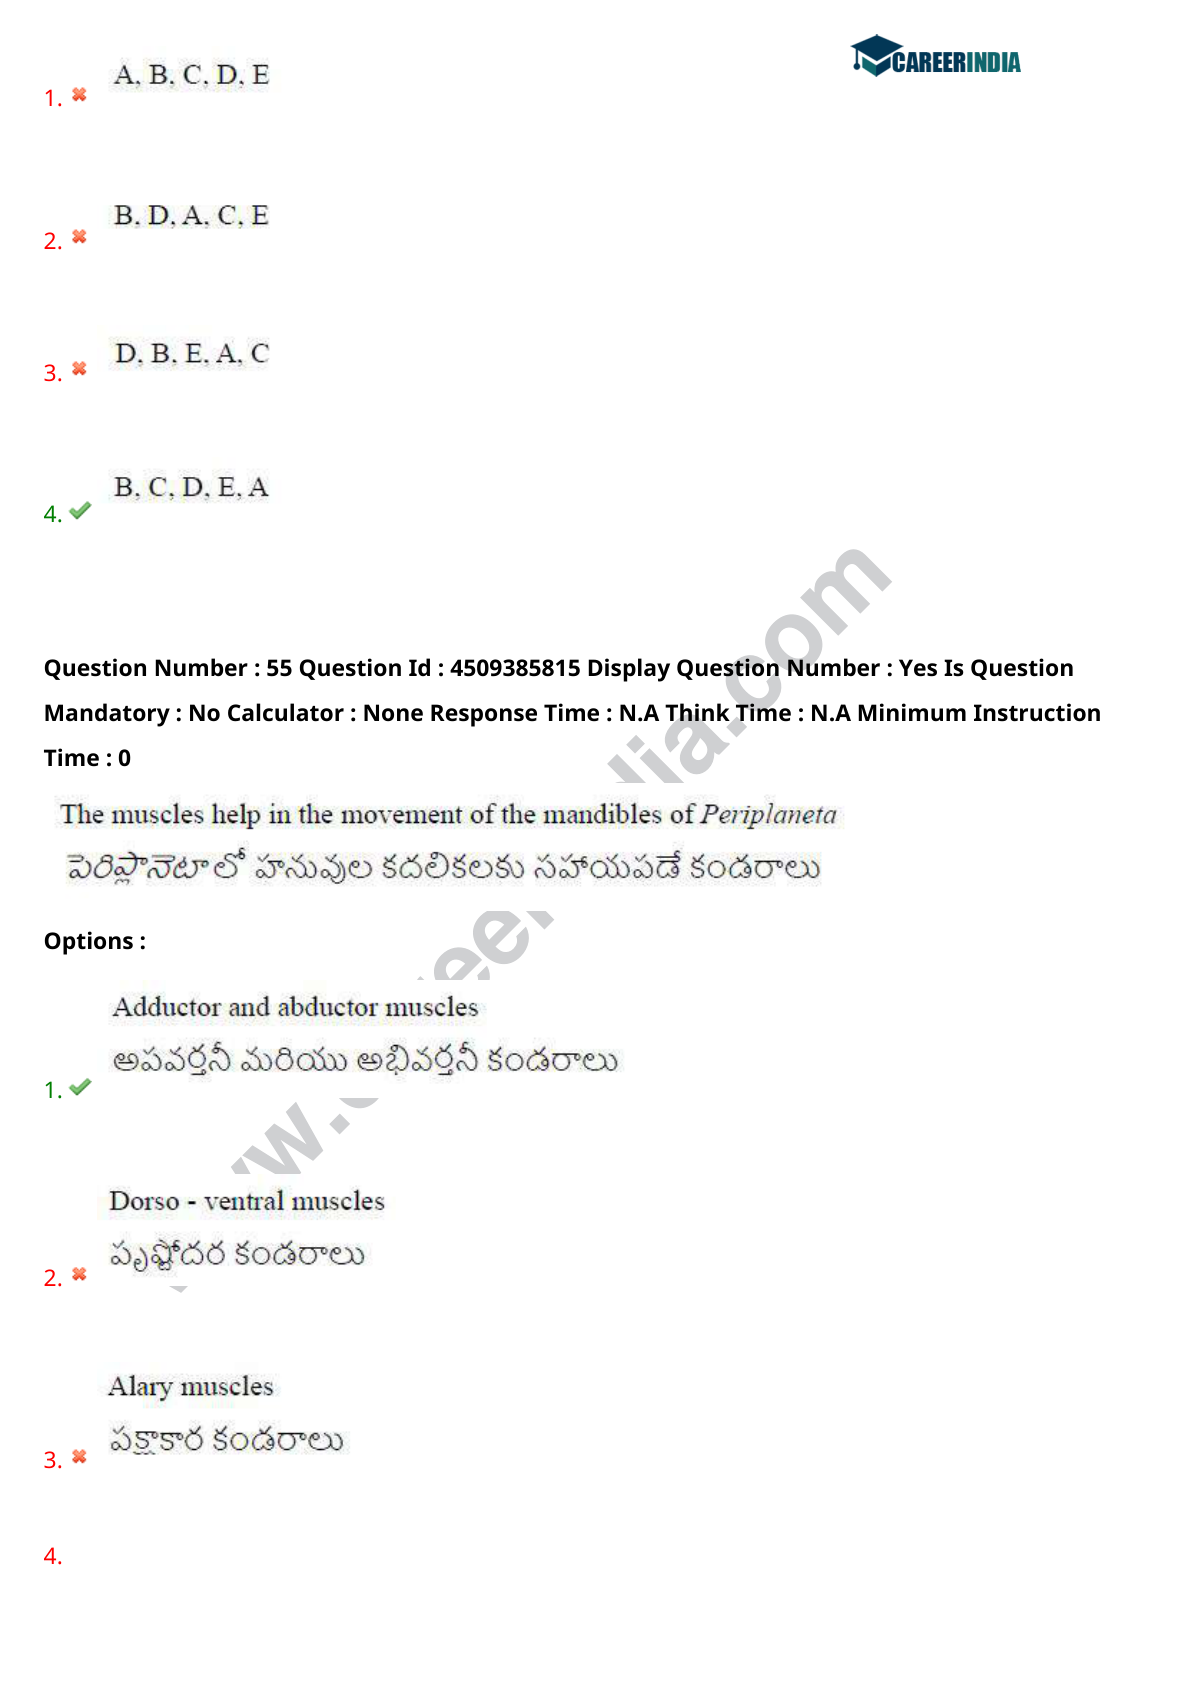 CAREERINDIA
A, B, C, D, E
1.
B, D, A, C, E
2.
D, B, E, A, C
3.
B, C, D, E, A
4.
Question Number : 55 Question Id : 4509385815 Display Question Number : Yes Is Question
Mandatory : No Calculator : None Response Time : N.A Think Time : N.A Minimum Instruction
Time : 0
The muscles help in the movement of the mandibles of Periplaneta
పెరిప్లానెటా లో హనువుల కదలికలకు సహాయపడే కండరాలు
Options :
Adductor and abductor muscles
అపవర్తనీ మరియు అభివర్తనీ కండరాలు
1.
Dorso - ventral muscles
పృష్టోదర కండరాలు
2.
Alary muscles
పక్షాకార కండరాలు
3.
4.